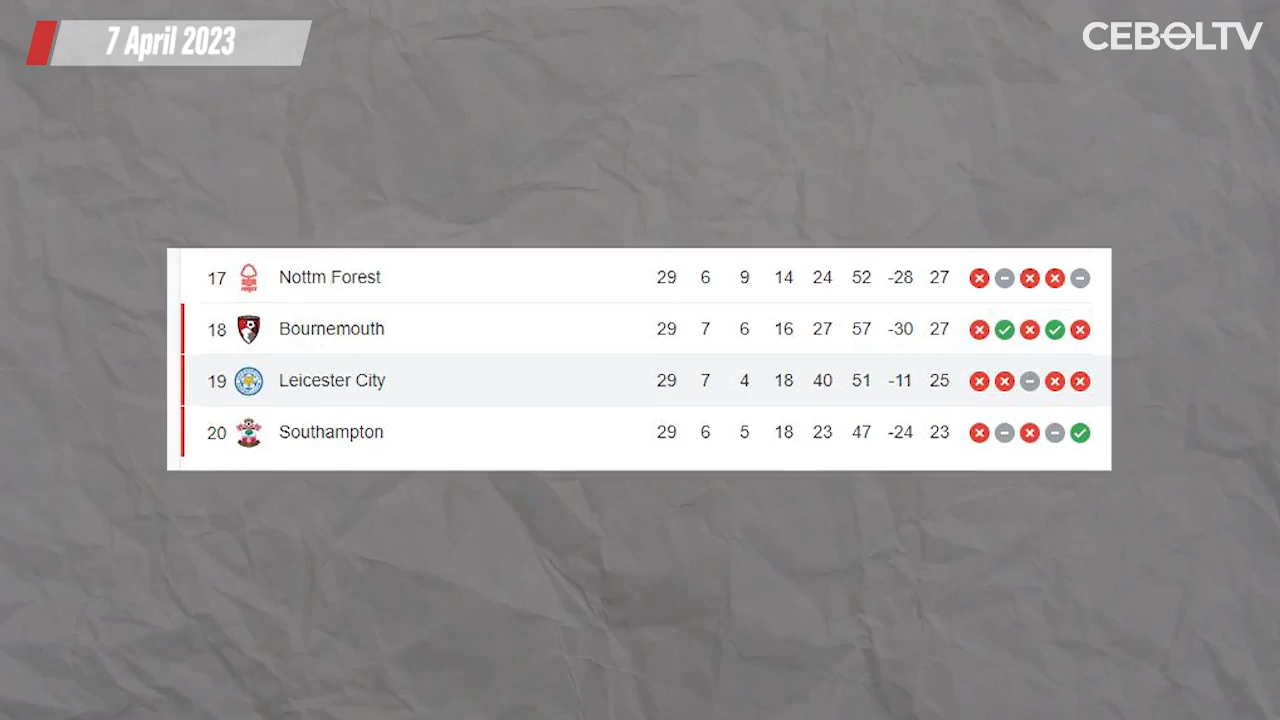 7 April 2023
CEBOLTV
17 Nottm Forest 29 6 9 14 24 52 -28 27
18 Bournemouth 29 7 6 16 27 57 -30 27
19 Leicester City 29 7 4 18 40 51 -11 25
20 Southampton 29 6 5 18 23 47 -24 23